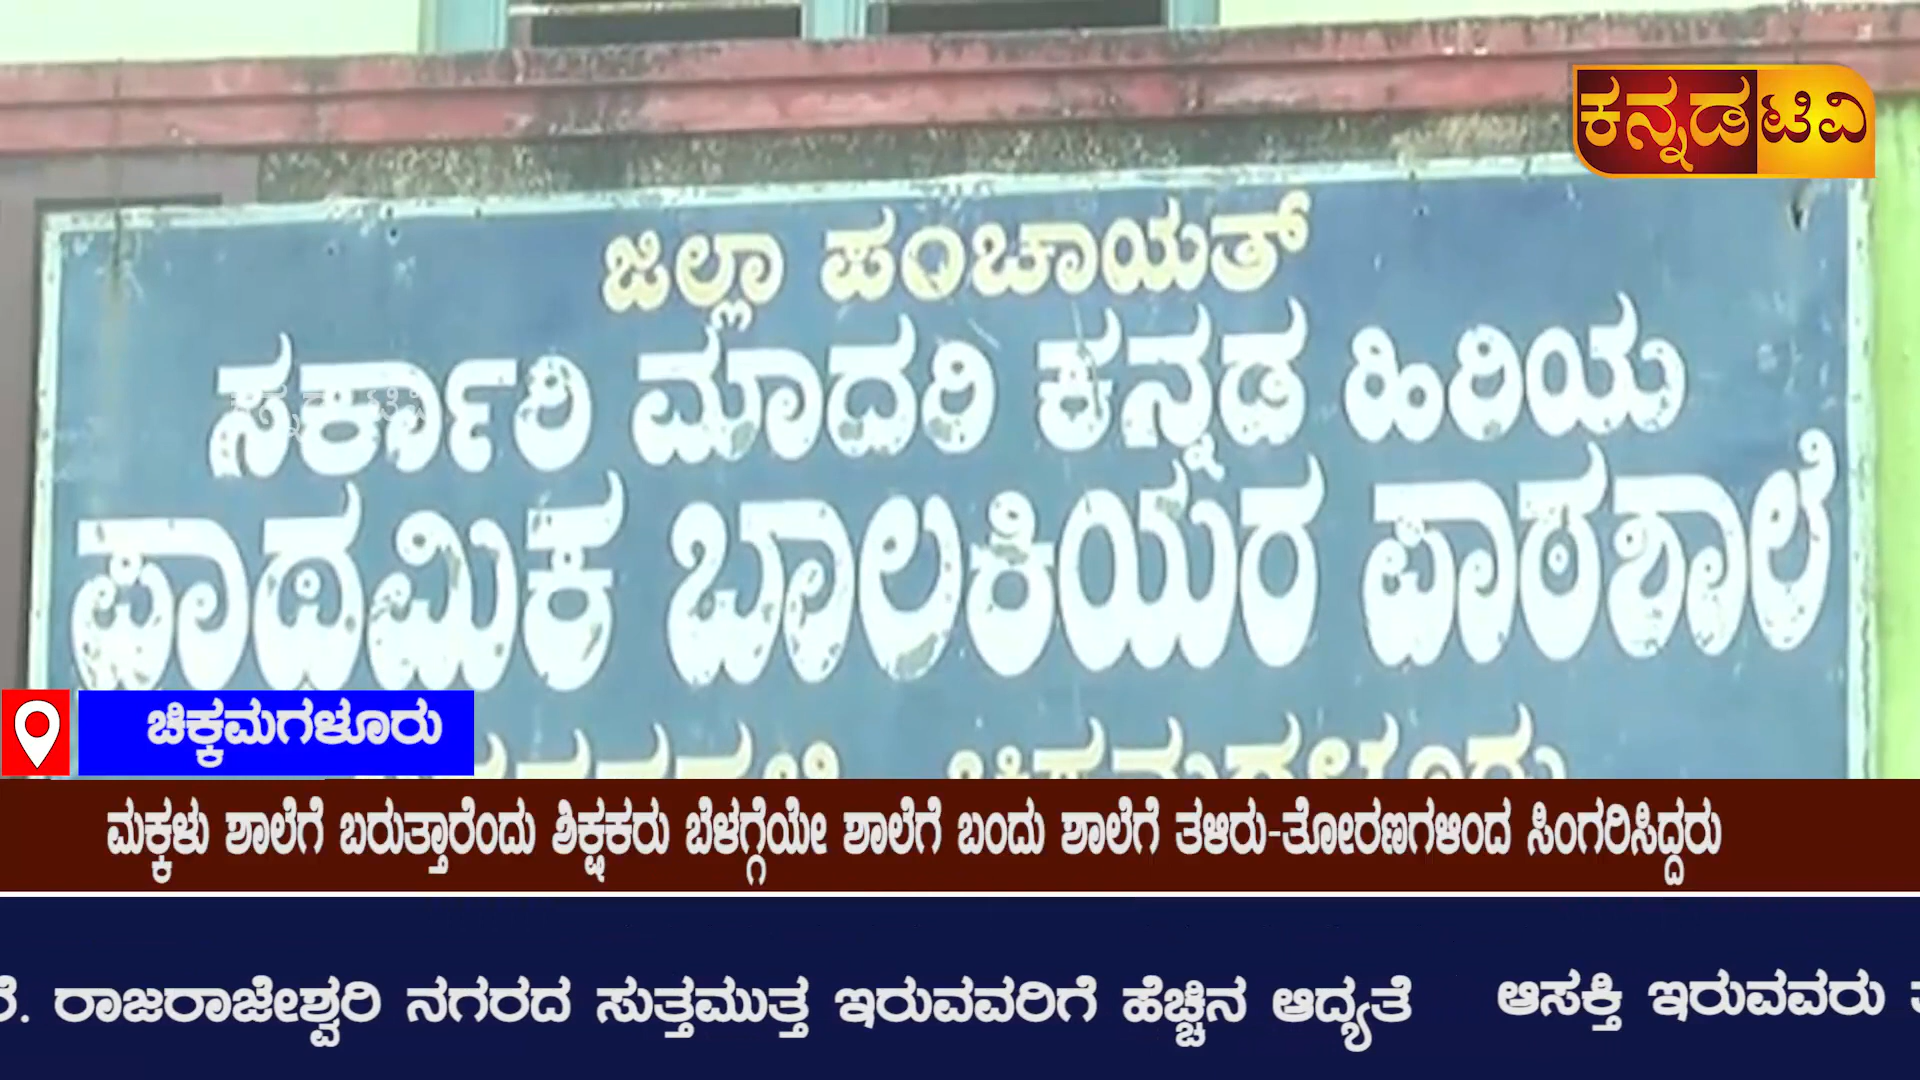 ಕನ್ನಡಟಿವಿ
ಜಿಲ್ಲಾ ಪಂಚಾಯತ್
ಸರ್ಕಾರಿ ಮಾದರಿ ಕನ್ನಡ ಹಿರಿಯ
ಪಾಥಮಿಕ ಬಾಲಕಿಯರ ಪಾಠಶಾಲೆ
ಚಿಕ್ಕಮಗಳೂರು
ಮಕ್ಕಳು ಶಾಲೆಗೆ ಬರುತ್ತಾರೆಂದು ಶಿಕ್ಷಕರು ಬೆಳಗ್ಗೆಯೇ ಶಾಲೆಗೆ ಬಂದು ಶಾಲೆಗೆ ತಳಿರು-ತೋರಣಗಳಿಂದ ಸಿಂಗರಿಸಿದ್ದರು
ರಾಜರಾಜೇಶ್ವರಿ ನಗರದ ಸುತ್ತಮುತ್ತ ಇರುವವರಿಗೆ ಹೆಚ್ಚಿನ ಆದ್ಯತೆ ಆಸಕ್ತಿ ಇರುವವರು